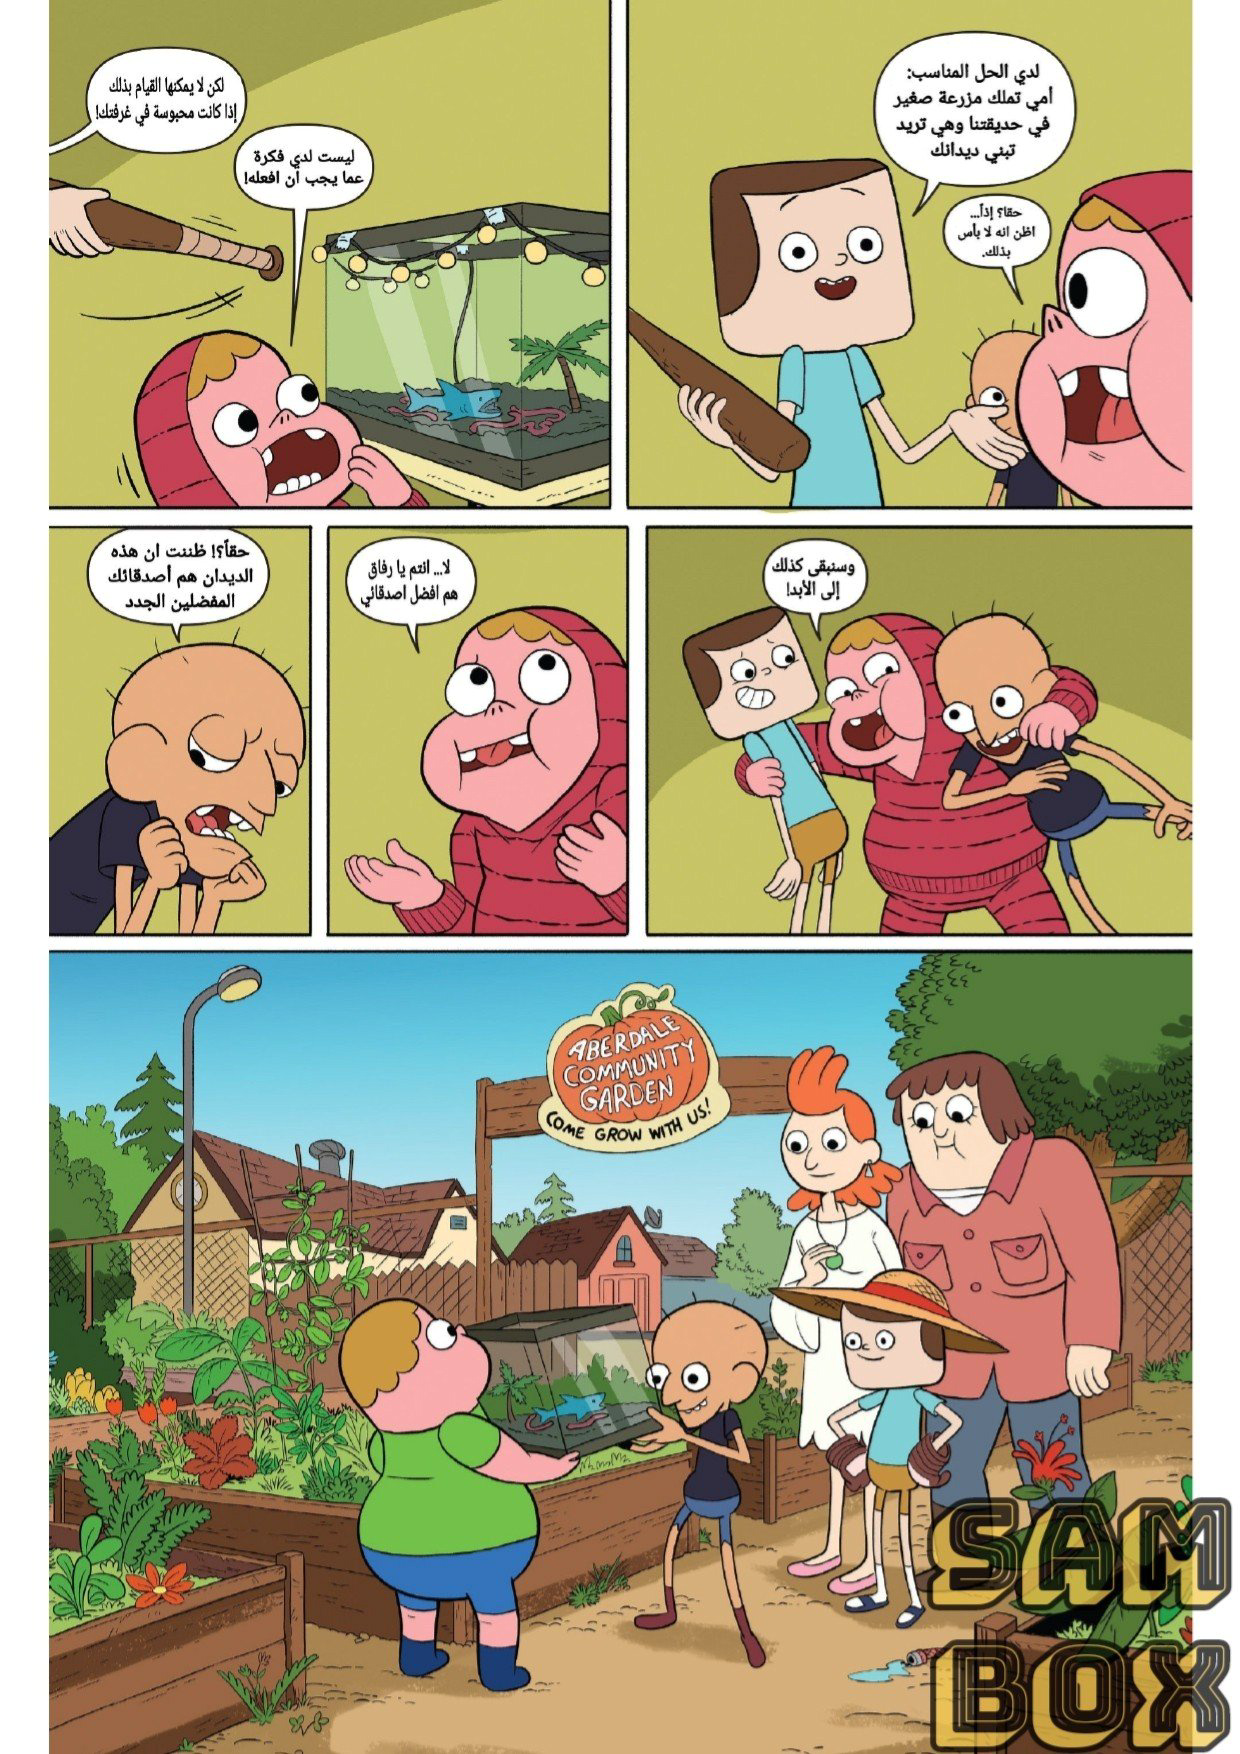 لكن لا يمكنها القيام بذلك
إذا كانت محبوسة في غرفتك!
ليست لدي فكرة
عما يجب ان افعله!
لدي الحل المناسب:
أمي تملك مزرعة صغير
في حديقتنا وهي تريد
تبني ديدانك
حقا؟ إذاً...
اظن انه لا بأس
بذلك.
حقاً؟! ظننت ان هذه
الديدان هم أصدقائك
المفضلين الجدد
لا... انتم يا رفاق
هم افضل اصدقائي
وسنبقى كذلك
إلى الأبد!
ABERDALE
COMMUNITY
GARDEN
COME GROW WITH US!
SAM
BOX